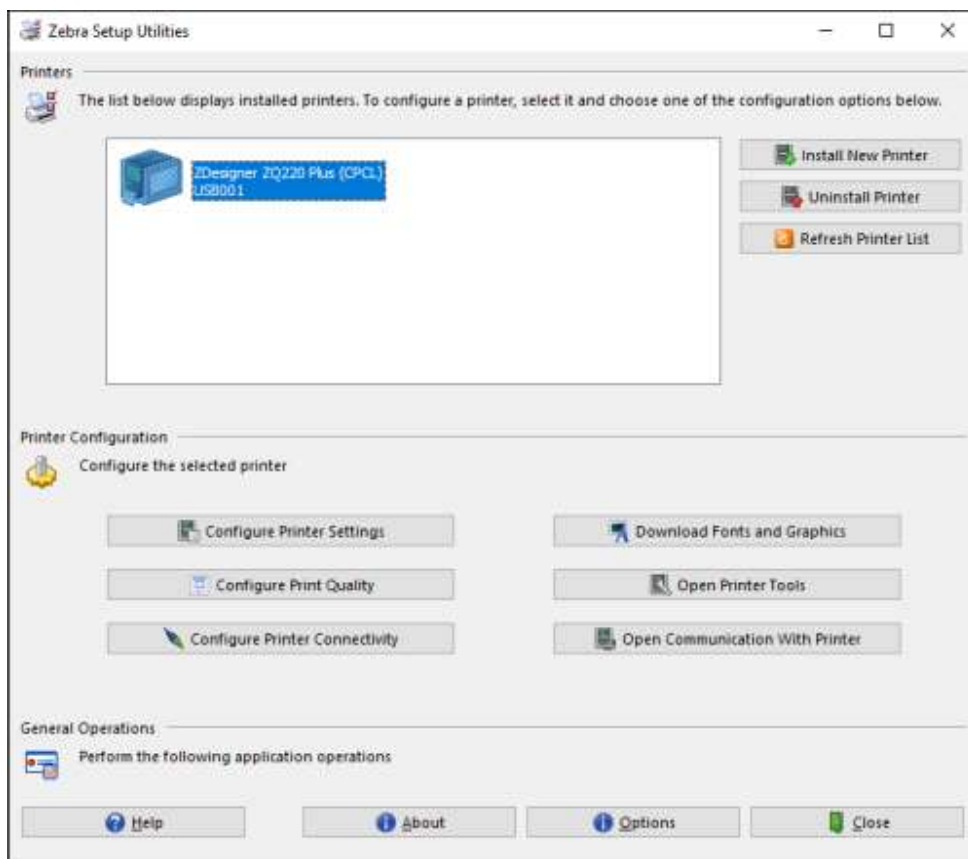 Zebra Setup Utilities
Printers
The list below displays installed printers. To configure a printer, select it and choose one of the configuration options below.
ZDesigner ZQ220 Plus (CPCL)
USB001
Install New Printer
Uninstall Printer
Refresh Printer List
Printer Configuration
Configure the selected printer
Configure Printer Settings
Download Fonts and Graphics
Configure Print Quality
Open Printer Tools
Configure Printer Connectivity
Open Communication With Printer
General Operations
Perform the following application operations
Help
About
Options
Close